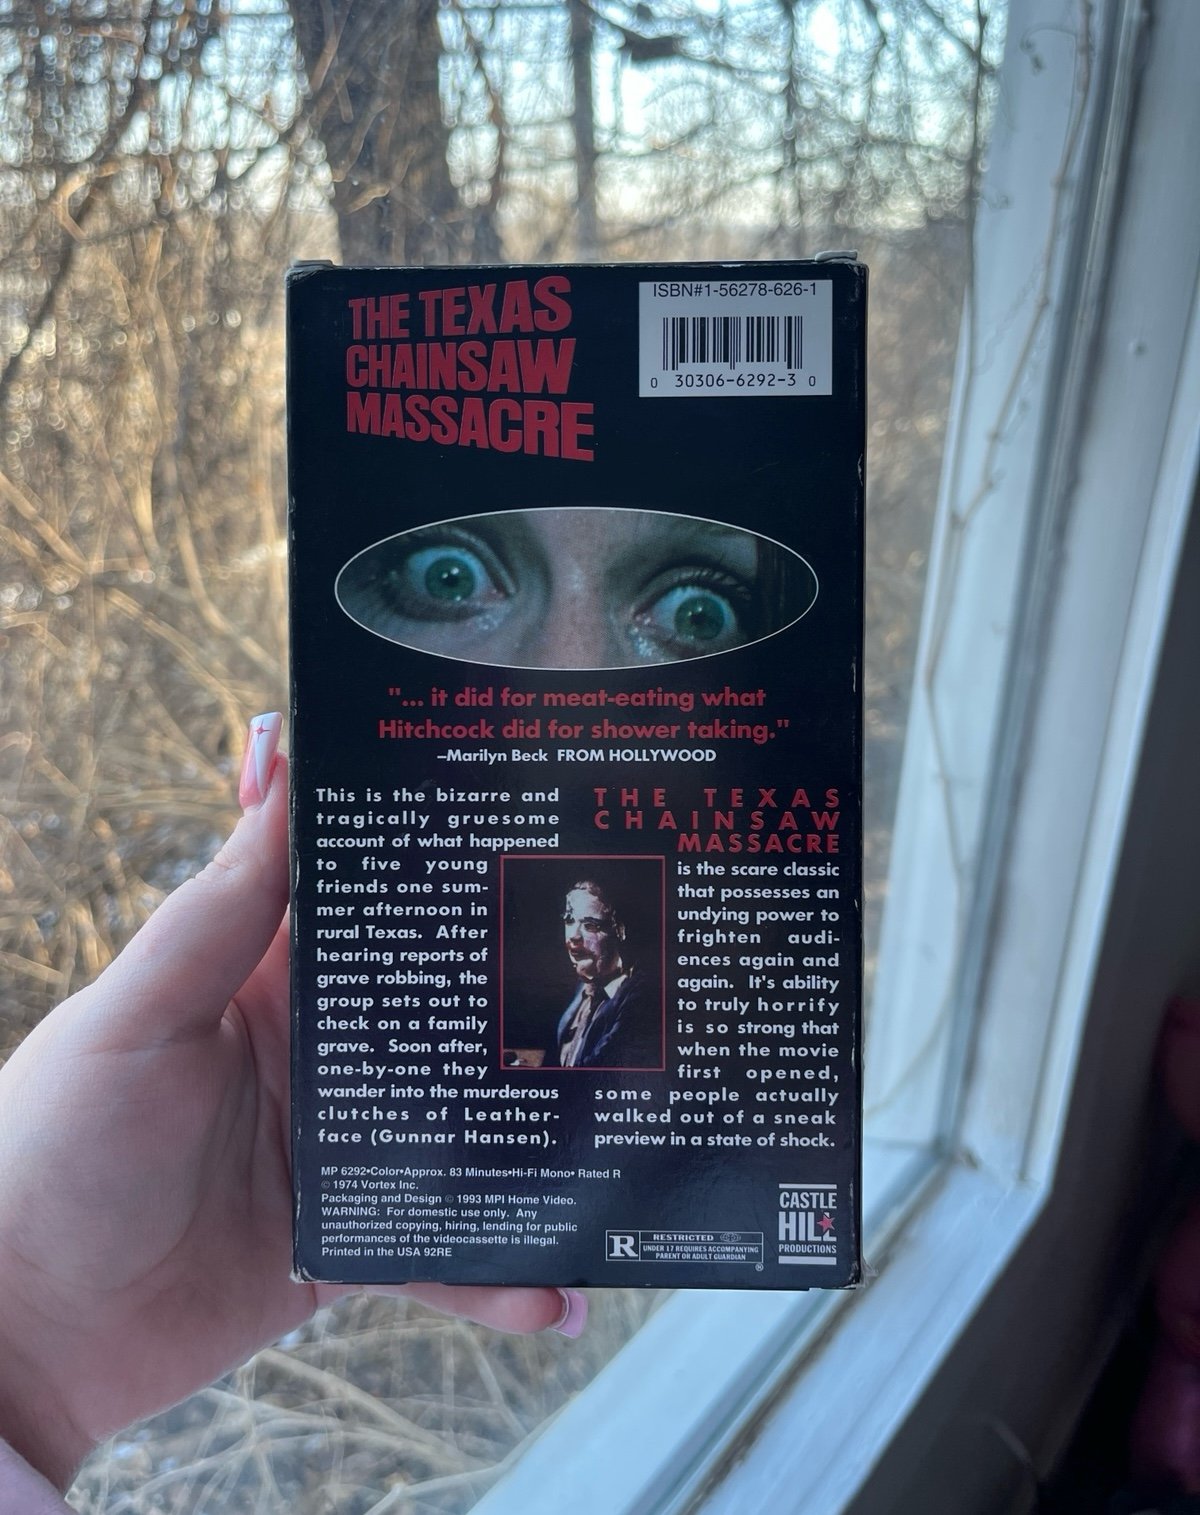 THE TEXAS
CHAINSAW
MASSACRE
ISBN#1-56278-626-1
0 30306-6292-3 0
"... it did for meat-eating what
Hitchcock did for shower taking."
–Marilyn Beck FROM HOLLYWOOD
This is the bizarre and
tragically gruesome
account of what happened
to five young
friends one sum-
mer afternoon in
rural Texas. After
hearing reports of
grave robbing, the
group sets out to
check on a family
grave. Soon after,
one-by-one they
wander into the murderous
clutches of Leather-
face (Gunnar Hansen).
THE TEXAS
CHAINSAW
MASSACRE
is the scare classic
that possesses an
undying power to
frighten audi-
ences again and
again. It's ability
to truly horrify
is so strong that
when the movie
first opened,
some people actually
walked out of a sneak
preview in a state of shock.
MP 6292•Color•Approx. 83 Minutes•Hi-Fi Mono• Rated R
© 1974 Vortex Inc.
Packaging and Design © 1993 MPI Home Video.
WARNING: For domestic use only. Any
unauthorized copying, hiring, lending for public
performances of the videocassette is illegal.
Printed in the USA 92RE
R
RESTRICTED
UNDER 17 REQUIRES ACCOMPANYING
PARENT OR ADULT GUARDIAN
®
CASTLE
HILL
PRODUCTIONS